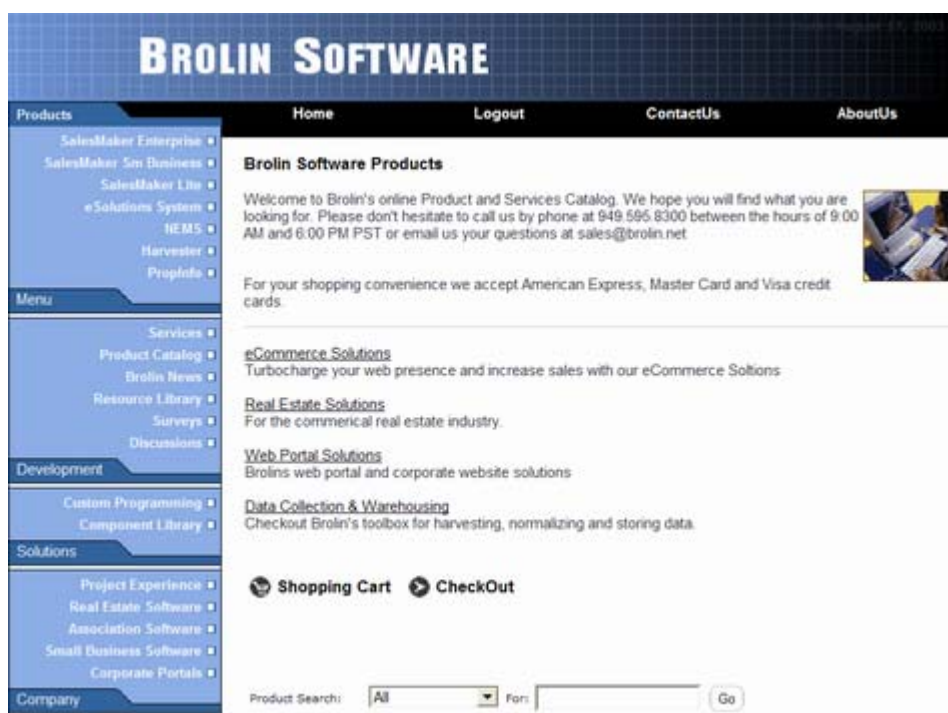 BROLIN SOFTWARE
Products
Home Logout ContactUs AboutUs
SalesMaker Enterprise
SalesMaker Sm Business
SalesMaker Lite
eSolutions System
NEMS
Harvester
PropInfo
Menu
Services
Product Catalog
Brolin News
Resource Library
Surveys
Discussions
Development
Custom Programming
Component Library
Solutions
Project Experience
Real Estate Software
Association Software
Small Business Software
Corporate Portals
Company
Brolin Software Products
Welcome to Brolin's online Product and Services Catalog. We hope you will find what you are
looking for. Please don't hesitate to call us by phone at 949.595.8300 between the hours of 9:00
AM and 6:00 PM PST or email us your questions at sales@brolin.net
For your shopping convenience we accept American Express, Master Card and Visa credit
cards.
eCommerce Solutions
Turbocharge your web presence and increase sales with our eCommerce Soltions
Real Estate Solutions
For the commerical real estate industry.
Web Portal Solutions
Brolins web portal and corporate website solutions
Data Collection & Warehousing
Checkout Brolin's toolbox for harvesting, normalizing and storing data.
Shopping Cart CheckOut
Product Search: All For: Go